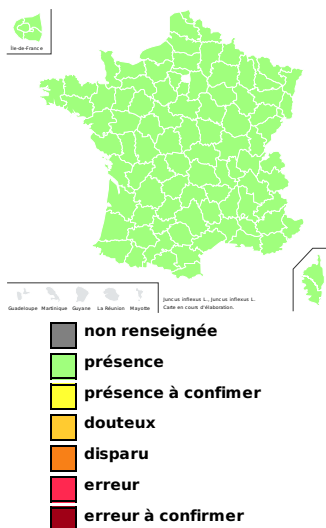 Île-de-France
Guadeloupe Martinique Guyane La Réunion Mayotte
Juncus inflexus L., Juncus inflexus L.
Carte en cours d'élaboration.
non renseignée
présence
présence à confimer
douteux
disparu
erreur
erreur à confirmer